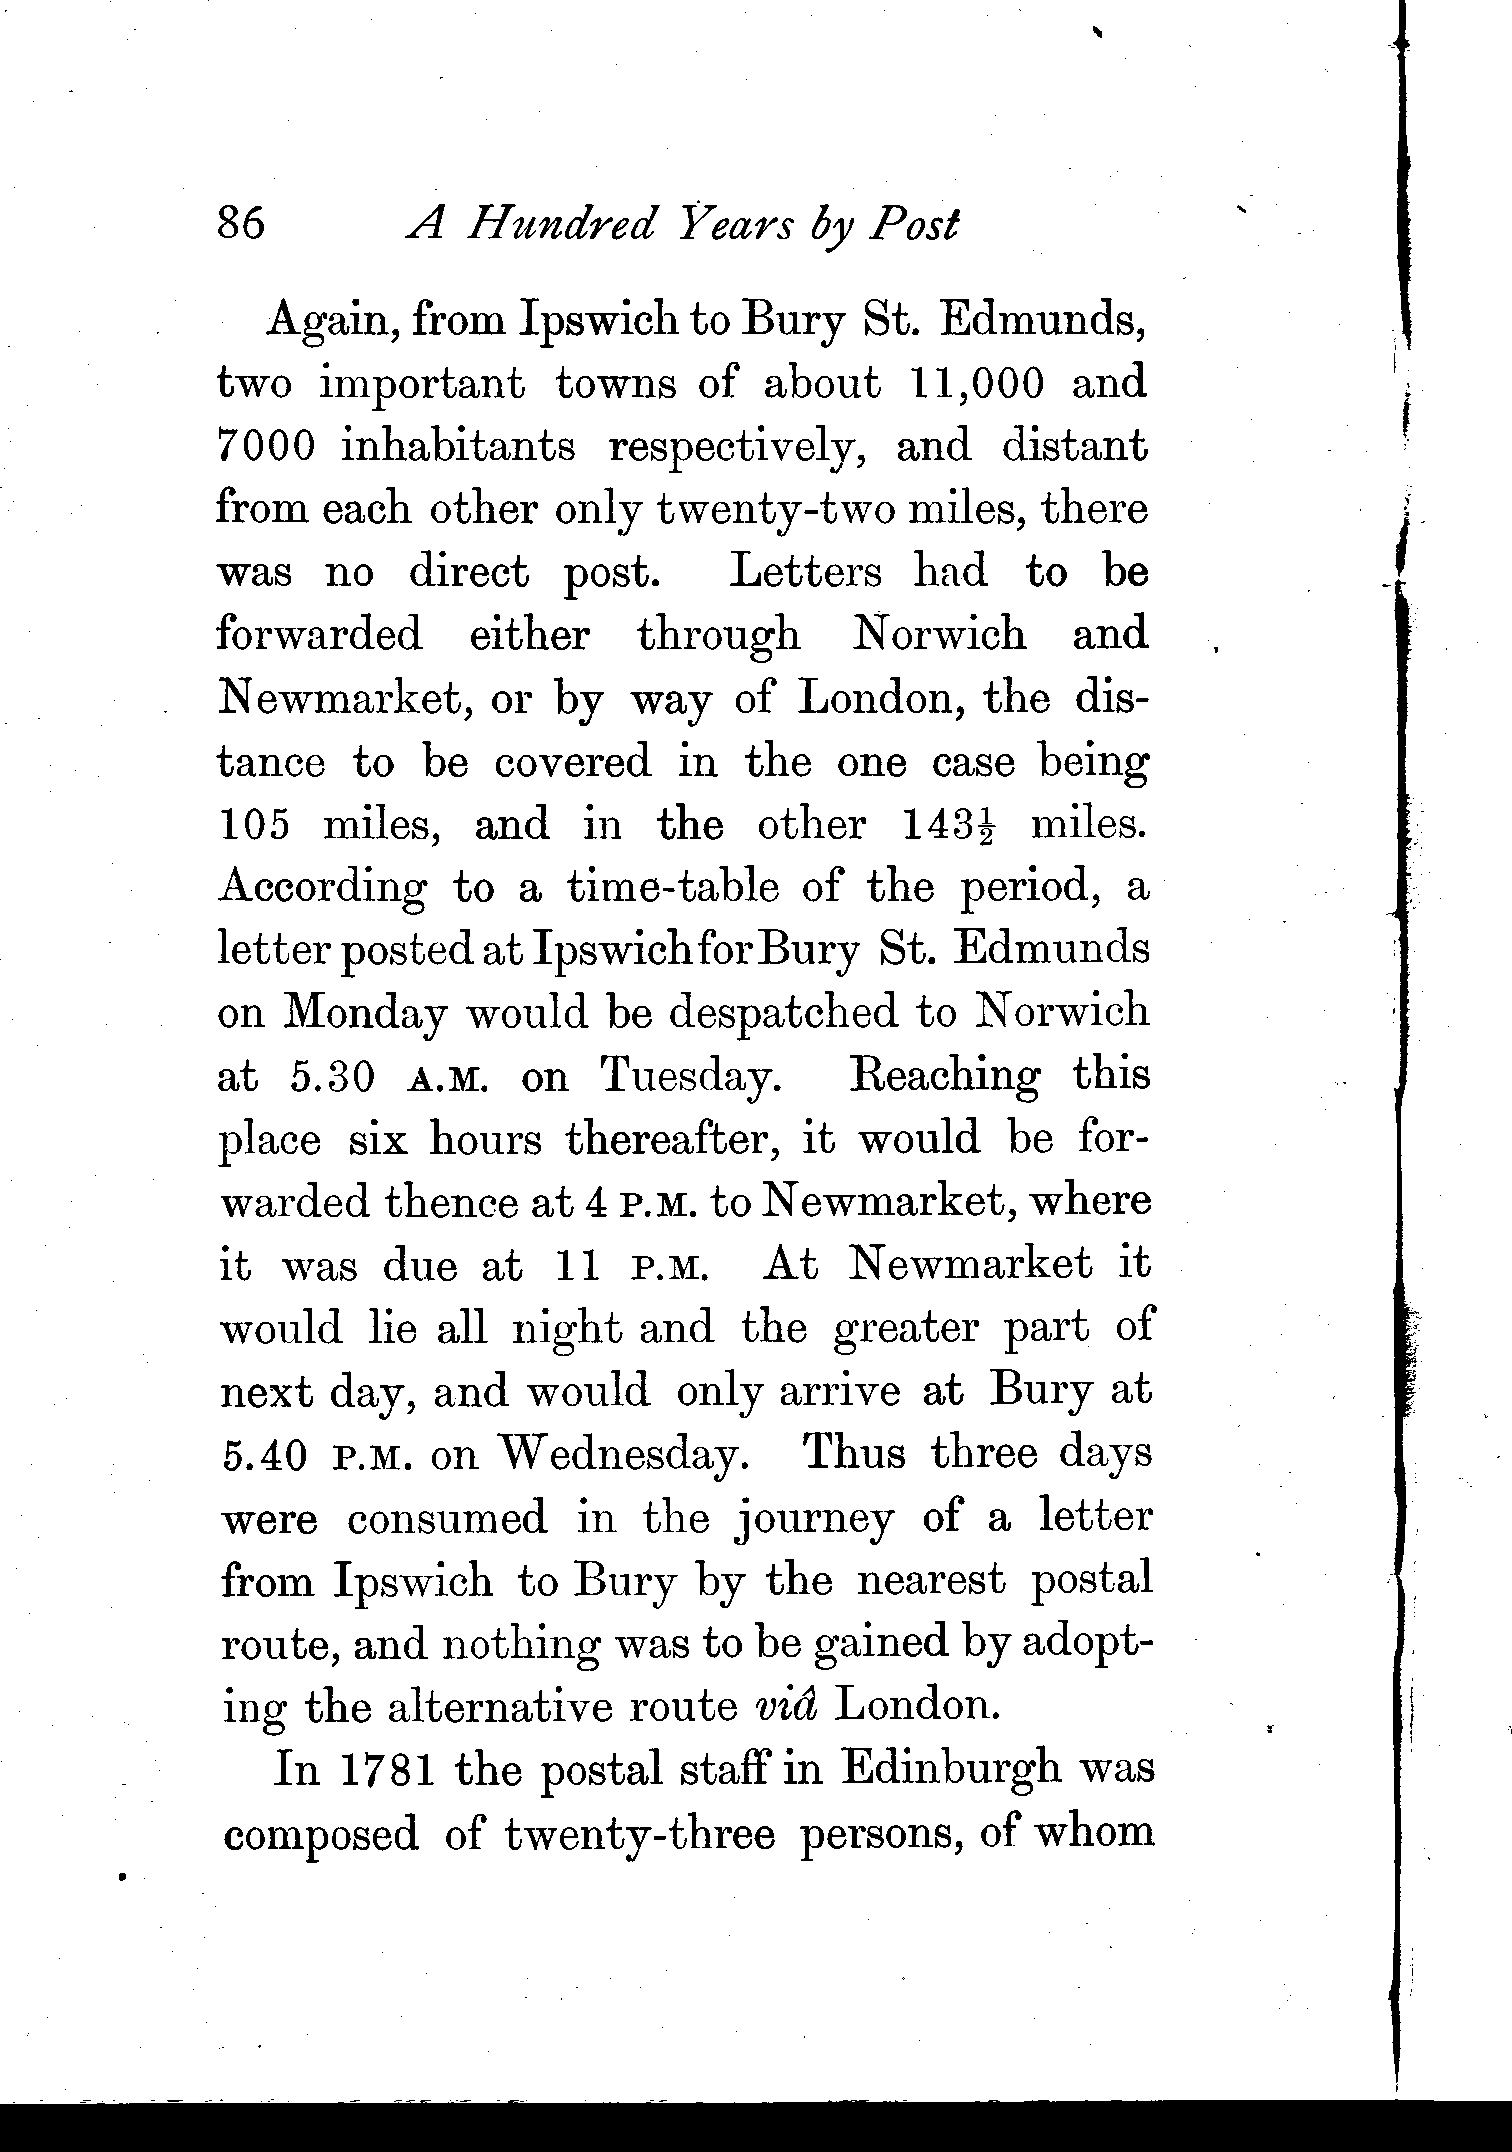 86 A Hundred Years by Post
Again, from Ipswich to Bury St. Edmunds,
two important towns of about 11,000 and
7000 inhabitants respectively, and distant
from each other only twenty-two miles, there
was no direct post. Letters had to be
forwarded either through Norwich and
Newmarket, or by way of London, the dis-
tance to be covered in the one case being
105 miles, and in the other 143½ miles.
According to a time-table of the period, a
letter posted at Ipswich for Bury St. Edmunds
on Monday would be despatched to Norwich
at 5.30 A.M. on Tuesday. Reaching this
place six hours thereafter, it would be for-
warded thence at 4 P.M. to Newmarket, where
it was due at 11 P.M. At Newmarket it
would lie all night and the greater part of
next day, and would only arrive at Bury at
5.40 P.M. on Wednesday. Thus three days
were consumed in the journey of a letter
from Ipswich to Bury by the nearest postal
route, and nothing was to be gained by adopt-
ing the alternative route viâ London.
In 1781 the postal staff in Edinburgh was
composed of twenty-three persons, of whom